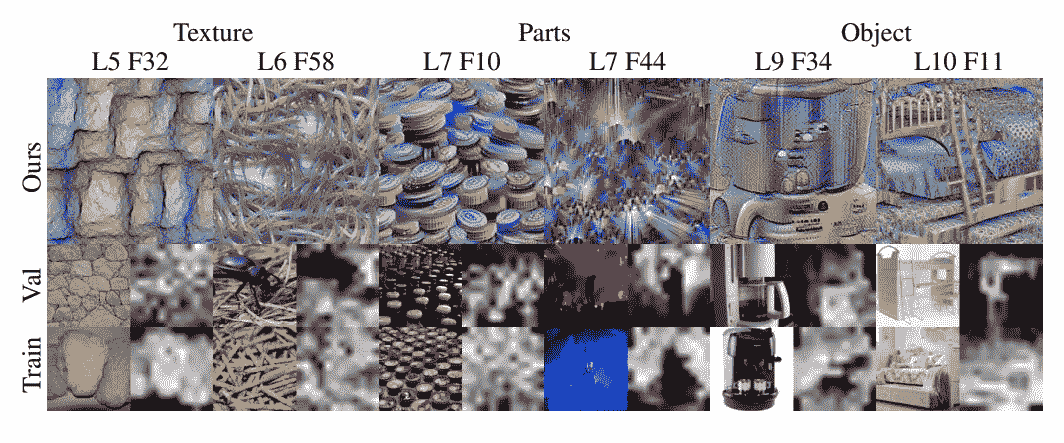 Texture Parts Object
L5 F32 L6 F58 L7 F10 L7 F44 L9 F34 L10 F11
Ours
Val
Train